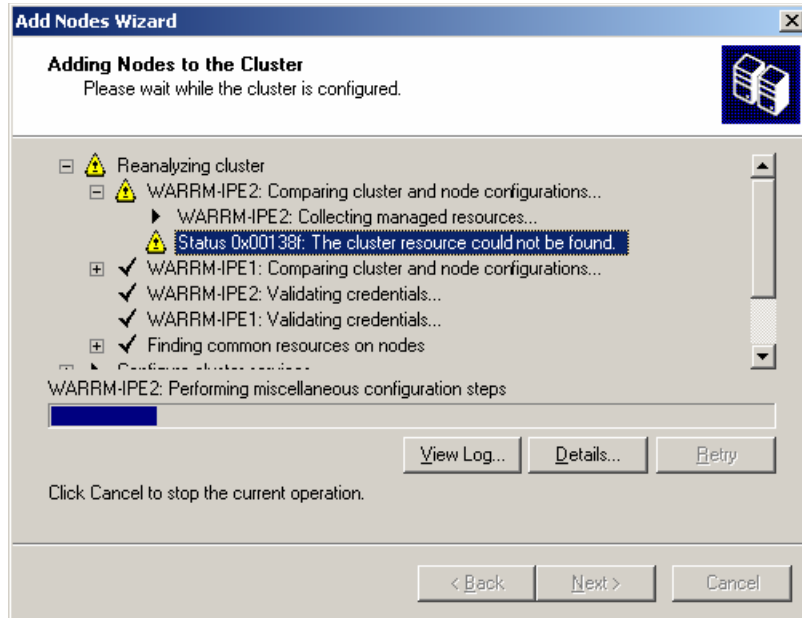 Add Nodes Wizard
Adding Nodes to the Cluster
Please wait while the cluster is configured.
Reanalyzing cluster
WARRM-IPE2: Comparing cluster and node configurations...
WARRM-IPE2: Collecting managed resources...
Status 0x00138f: The cluster resource could not be found.
WARRM-IPE1: Comparing cluster and node configurations...
WARRM-IPE2: Validating credentials...
WARRM-IPE1: Validating credentials...
Finding common resources on nodes
WARRM-IPE2: Performing miscellaneous configuration steps
View Log... Details... Retry
Click Cancel to stop the current operation.
< Back Next > Cancel